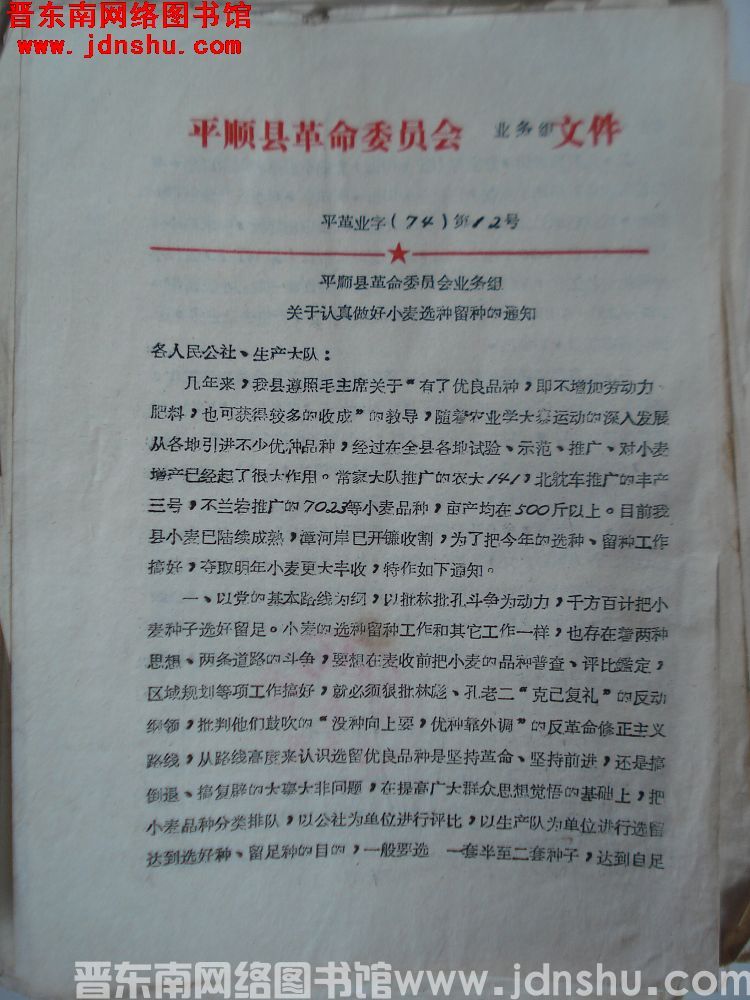 晋东南网络图书馆
www.jdnshu.com
平顺县革命委员会 业务组 文件
平革业字(74)第12号
平顺县革命委员会业务组
关于认真做好小麦选种留种的通知
各人民公社、生产大队:
几年来,我县遵照毛主席关于“有了优良品种,即不增加劳动力、
肥料,也可获得较多的收成”的教导,随着农业学大寨运动的深入发展
从各地引进不少优种品种,经过在全县各地试验、示范、推广、对小麦
增产已经起了很大作用。常家大队推广的农大141,北耽车推广的丰产
三号,不兰岩推广的7023等小麦品种,亩产均在500斤以上。目前我
县小麦已陆续成熟,漳河岸已开镰收割,为了把今年的选种、留种工作
搞好,夺取明年小麦更大丰收,特作如下通知。
一、以党的基本路线为纲,以批林批孔斗争为动力,千方百计把小
麦种子选好留足。小麦的选种留种工作和其它工作一样,也存在着两种
思想、两条道路的斗争,要想在麦收前把小麦的品种普查、评比鉴定,
区域规划等项工作搞好,就必须狠批林彪、孔老二“克己复礼”的反动
纲领,批判他们鼓吹的“没种向上要,优种靠外调”的反革命修正主义
路线,从路线高度来认识选留优良品种是坚持革命、坚持前进,还是搞
倒退、搞复辟的大事大非问题,在提高广大群众思想觉悟的基础上,把
小麦品种分类排队,以公社为单位进行评比,以生产队为单位进行选留
达到选好种、留足种的目的,一般要选 一套半至二套种子,达到自足
晋东南网络图书馆www.jdnshu.com